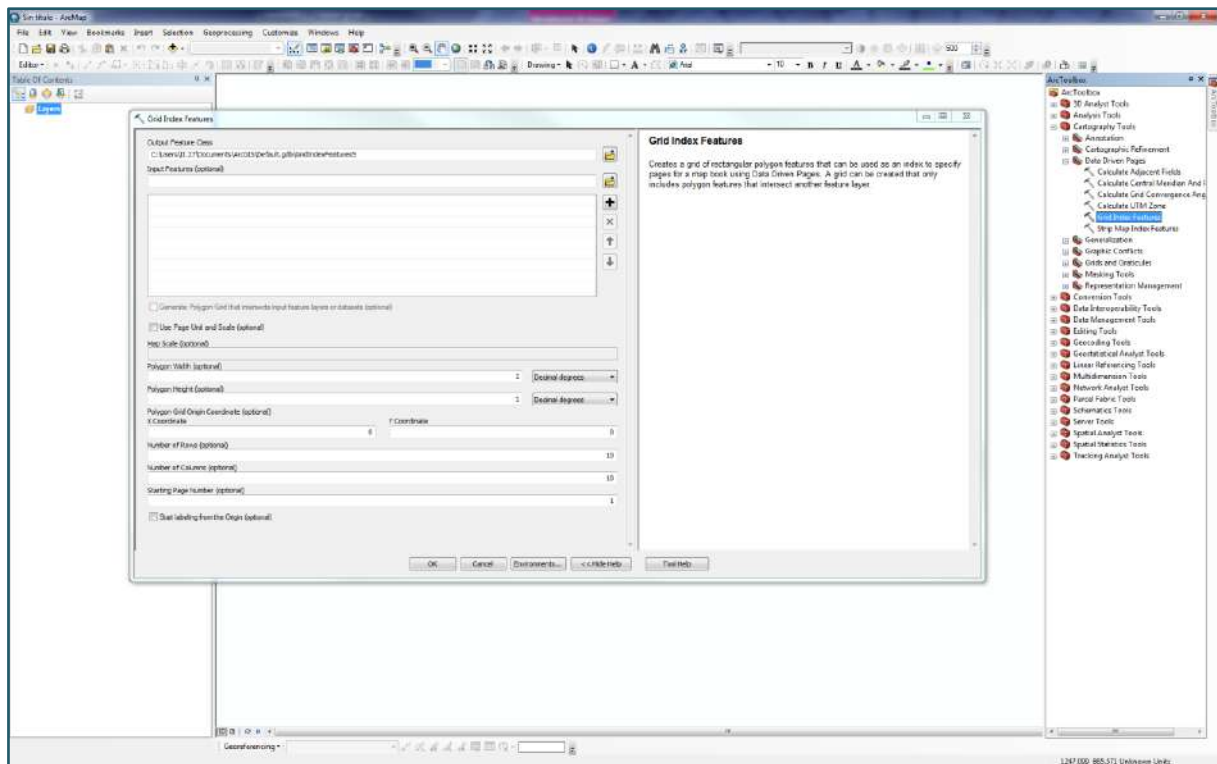 Sin título - ArcMap
File Edit View Bookmarks Insert Selection Geoprocessing Customize Windows Help
500
Editor
Drawing
Arial
10
B I U
A
Table Of Contents
Layers
Grid Index Features
Output Feature Class
Input Features (optional)
Generate Polygon Grid that intersects input feature layers or datasets (optional)
Use Page Unit and Scale (optional)
Map Scale (optional)
Polygon Width (optional)
1 Decimal degrees
Polygon Height (optional)
1 Decimal degrees
Polygon Grid Origin Coordinate (optional)
X Coordinate Y Coordinate
0 0
Number of Rows (optional)
10
Number of Columns (optional)
10
Starting Page Number (optional)
1
Start labeling from the Origin (optional)
OK Cancel Environments... << Hide Help Tool Help
Grid Index Features
Creates a grid of rectangular polygon features that can be used as an index to specify
pages for a map book using Data Driven Pages. A grid can be created that only
includes polygon features that intersect another feature layer.
ArcToolbox
ArcToolbox
3D Analyst Tools
Analysis Tools
Cartography Tools
Annotation
Cartographic Refinement
Data Driven Pages
Calculate Adjacent Fields
Calculate Central Meridian And
Calculate Grid Convergence Ang
Calculate UTM Zone
Grid Index Features
Strip Map Index Features
Generalization
Graphic Conflicts
Grids and Graticules
Masking Tools
Representation Management
Conversion Tools
Data Interoperability Tools
Data Management Tools
Editing Tools
Geocoding Tools
Geostatistical Analyst Tools
Linear Referencing Tools
Multidimension Tools
Network Analyst Tools
Parcel Fabric Tools
Schematics Tools
Server Tools
Spatial Analyst Tools
Spatial Statistics Tools
Tracking Analyst Tools
ArcToolbox
Georeferencing
Unknown Units